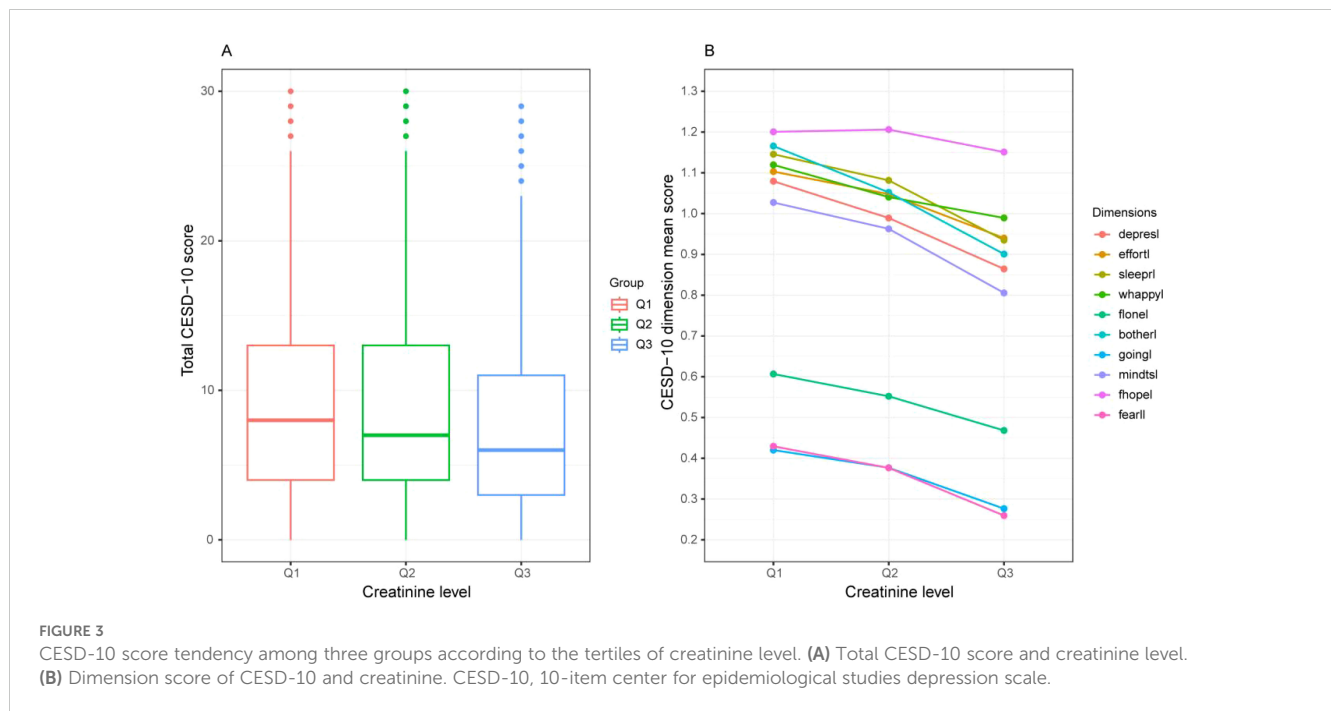 A
30
20
10
0
Total CESD-10 score
Q1
Q2
Q3
Creatinine level
Group
Q1
Q2
Q3
B
1.3
1.2
1.1
1.0
0.9
0.8
0.7
0.6
0.5
0.4
0.3
0.2
CESD-10 dimension mean score
Q1
Q2
Q3
Creatinine level
Dimensions
depresl
effortl
sleeprl
whappyl
flonel
botherl
goingl
mindtsl
fhopel
fearll
FIGURE 3
CESD-10 score tendency among three groups according to the tertiles of creatinine level. (A) Total CESD-10 score and creatinine level.
(B) Dimension score of CESD-10 and creatinine. CESD-10, 10-item center for epidemiological studies depression scale.